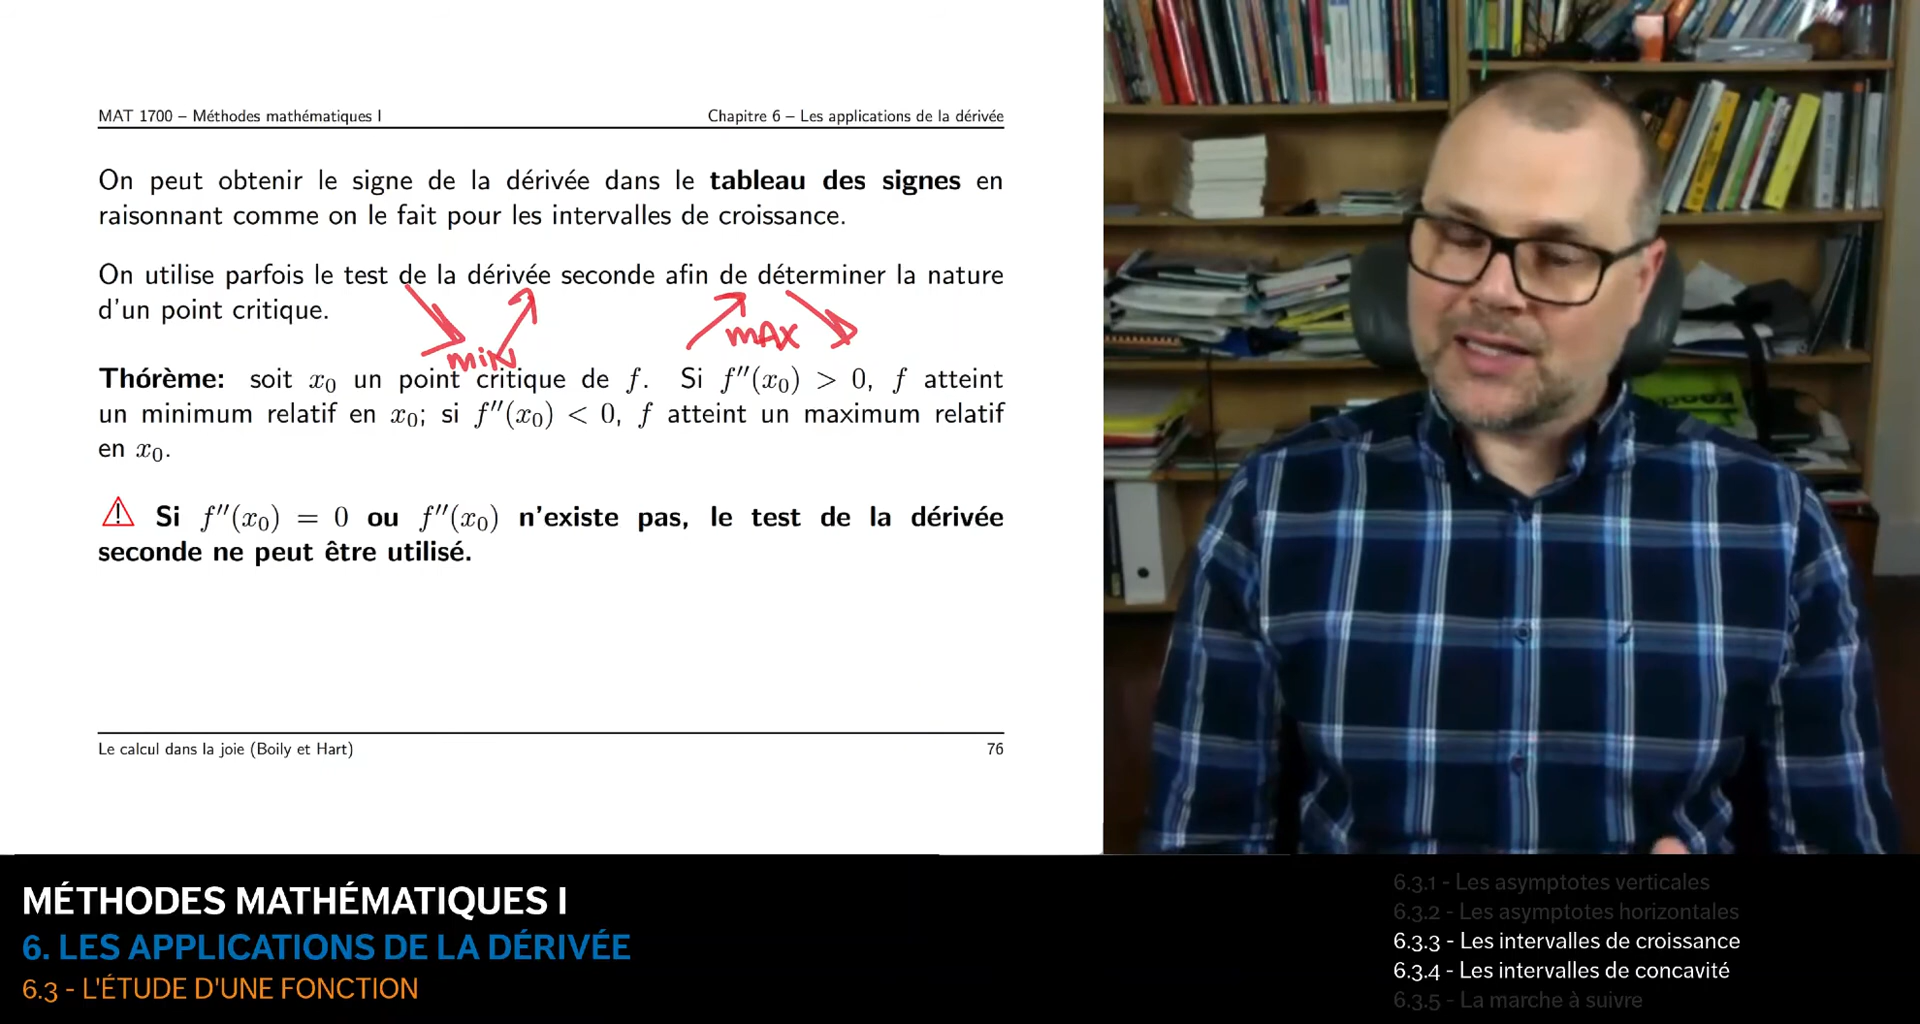 MAT 1700 – Méthodes mathématiques I
Chapitre 6 – Les applications de la dérivée
On peut obtenir le signe de la dérivée dans le tableau des signes en
raisonnant comme on le fait pour les intervalles de croissance.
On utilise parfois le test de la dérivée seconde afin de déterminer la nature
d'un point critique.
MIN
MAX
Thórème: soit x₀ un point critique de f. Si f''(x₀) > 0, f atteint
un minimum relatif en x₀; si f''(x₀) < 0, f atteint un maximum relatif
en x₀.
⚠ Si f''(x₀) = 0 ou f''(x₀) n'existe pas, le test de la dérivée
seconde ne peut être utilisé.
Le calcul dans la joie (Boily et Hart)
76
MÉTHODES MATHÉMATIQUES I
6. LES APPLICATIONS DE LA DÉRIVÉE
6.3 - L'ÉTUDE D'UNE FONCTION
6.3.1 - Les asymptotes verticales
6.3.2 - Les asymptotes horizontales
6.3.3 - Les intervalles de croissance
6.3.4 - Les intervalles de concavité
6.3.5 - La marche à suivre